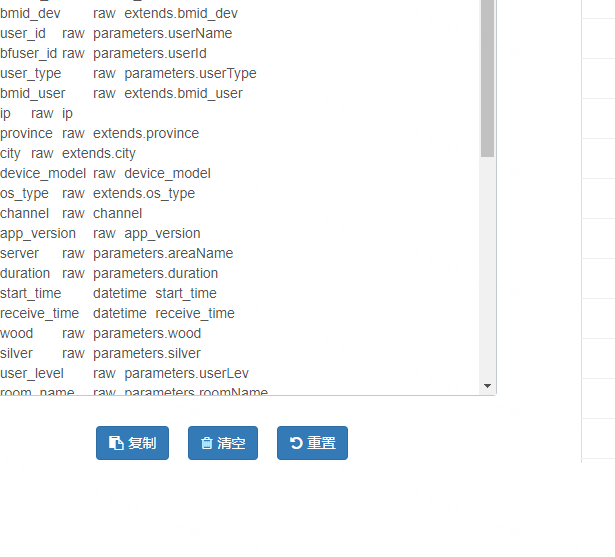 bmid_dev raw extends.bmid_dev
user_id raw parameters.userName
bfuser_id raw parameters.userId
user_type raw parameters.userType
bmid_user raw extends.bmid_user
ip raw ip
province raw extends.province
city raw extends.city
device_model raw device_model
os_type raw extends.os_type
channel raw channel
app_version raw app_version
server raw parameters.areaName
duration raw parameters.duration
start_time datetime start_time
receive_time datetime receive_time
wood raw parameters.wood
silver raw parameters.silver
user_level raw parameters.userLev
room_name raw parameters.roomName
复制 清空 重置